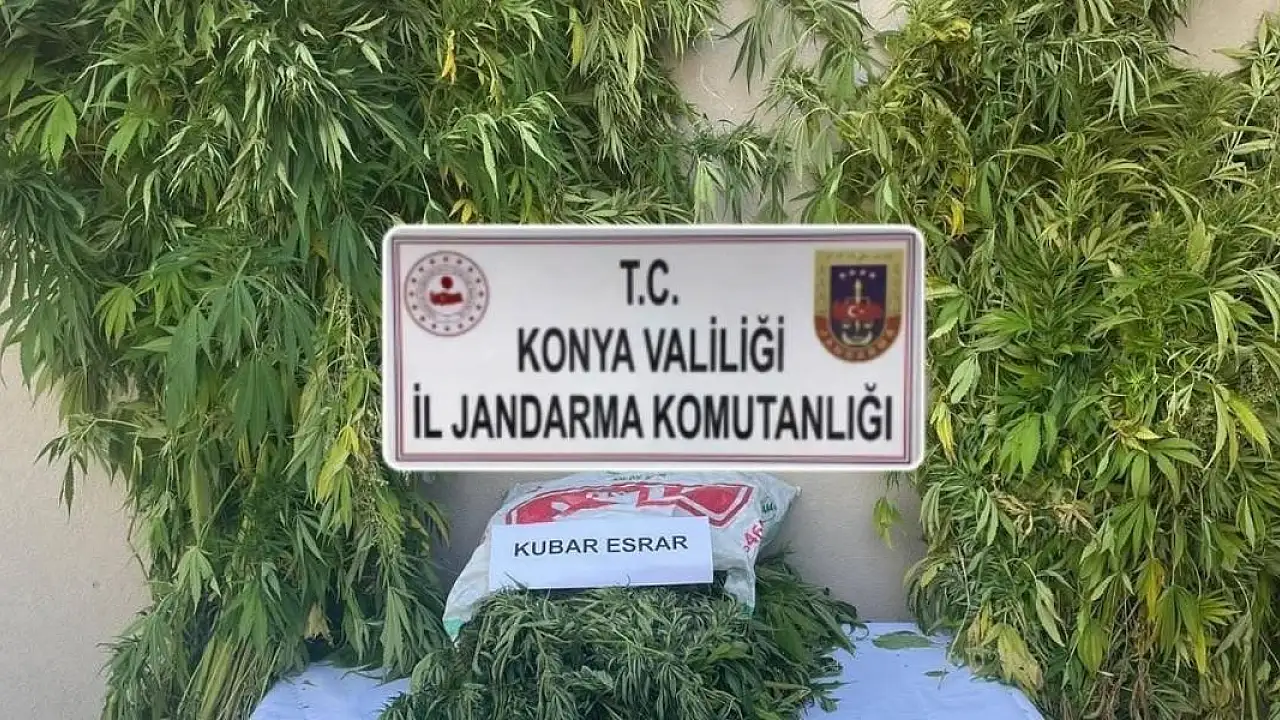 T.C.
KONYA VALİLİĞİ
İL JANDARMA KOMUTANLIĞI
KUBAR ESRAR